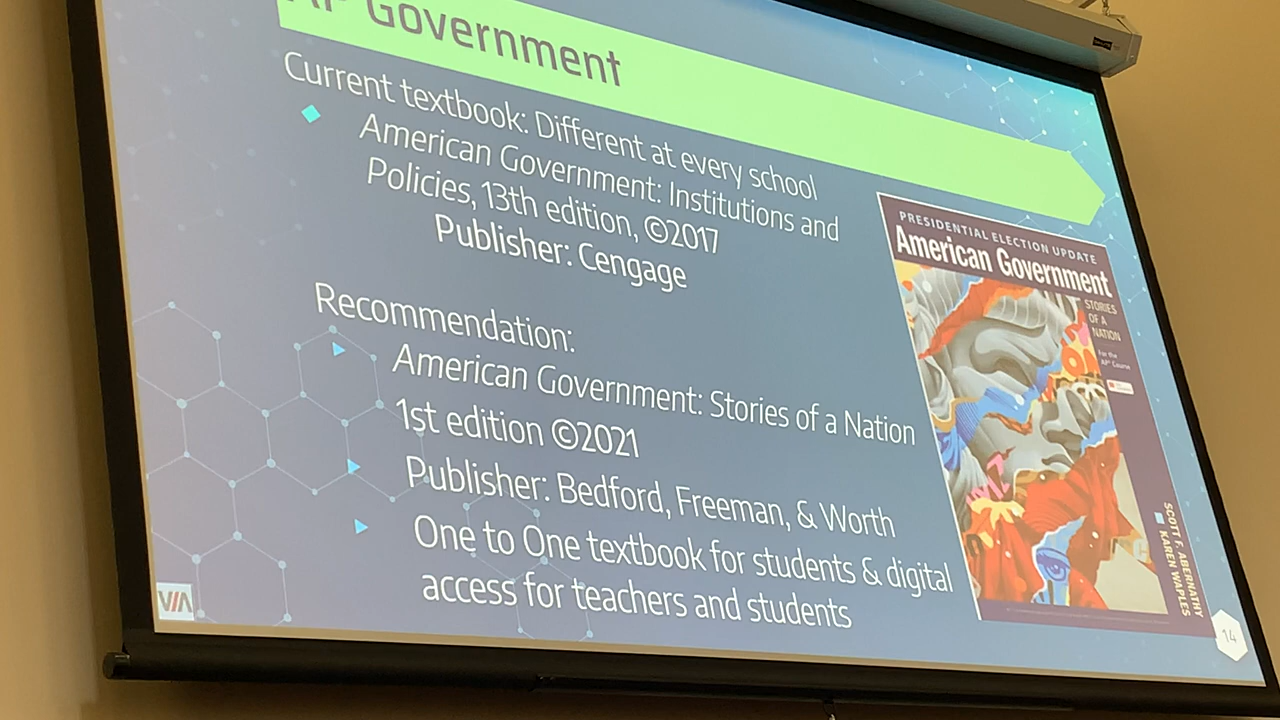 AP Government
Current textbook: Different at every school
American Government: Institutions and
Policies, 13th edition, ©2017
Publisher: Cengage
Recommendation:
American Government: Stories of a Nation
1st edition ©2021
Publisher: Bedford, Freeman, & Worth
One to One textbook for students & digital
access for teachers and students
PRESIDENTIAL ELECTION UPDATE
American Government
STORIES
OF A
NATION
For the
AP® Course
SCOTT F. ABERNATHY
KAREN WAPLES
VIA
14